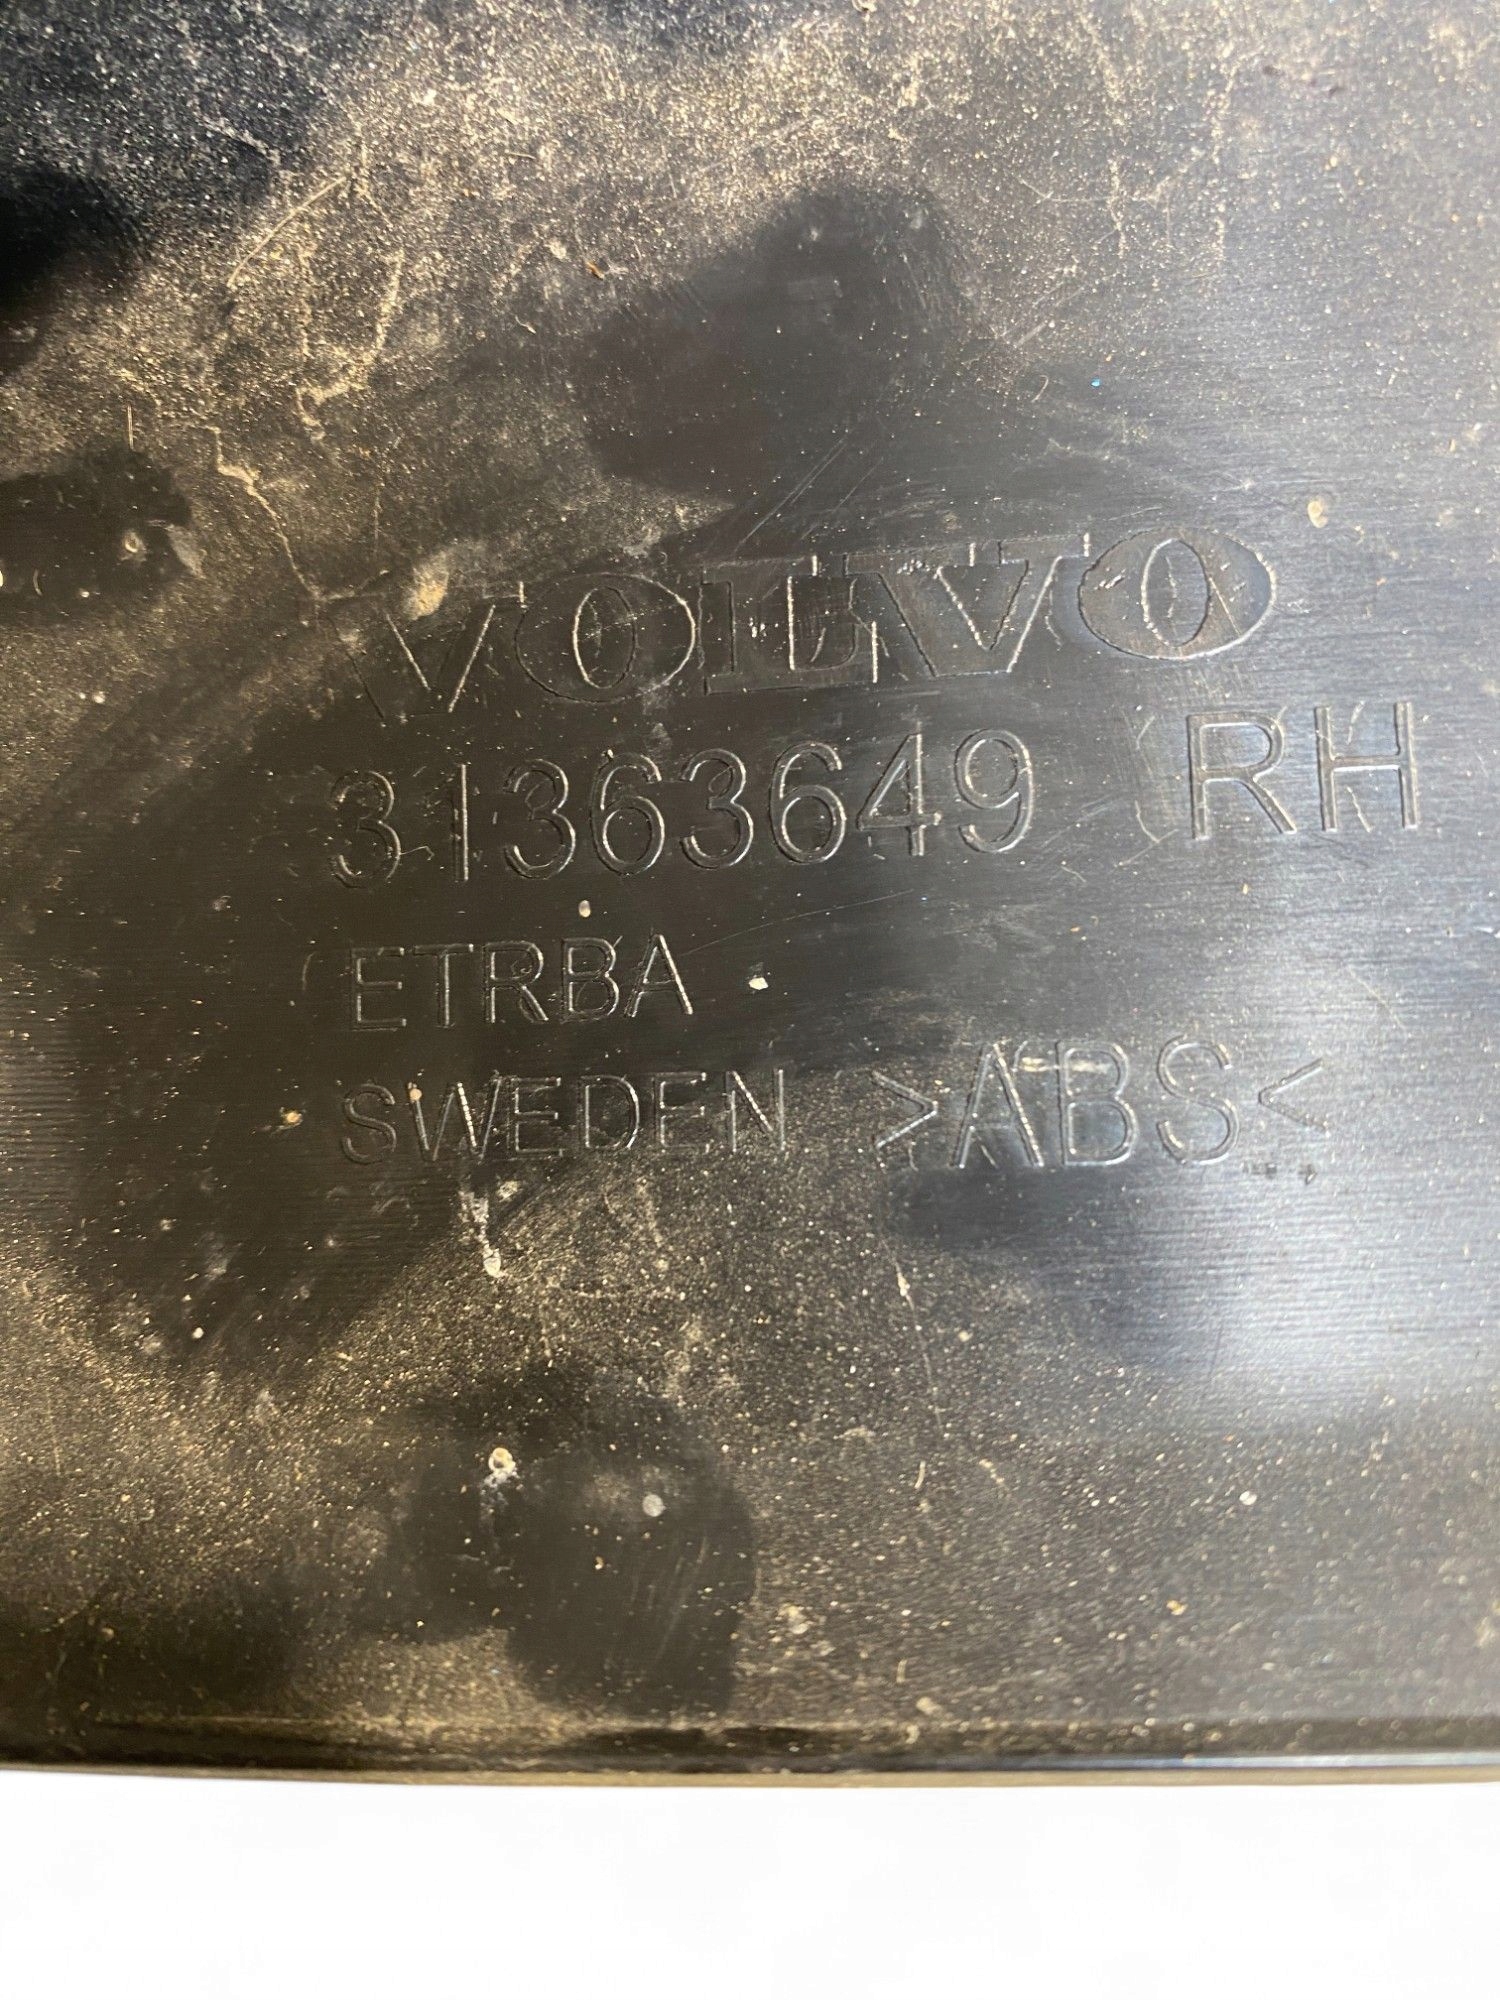 VOLVO
31363649 RH
ETRBA
SWEDEN >ABS<